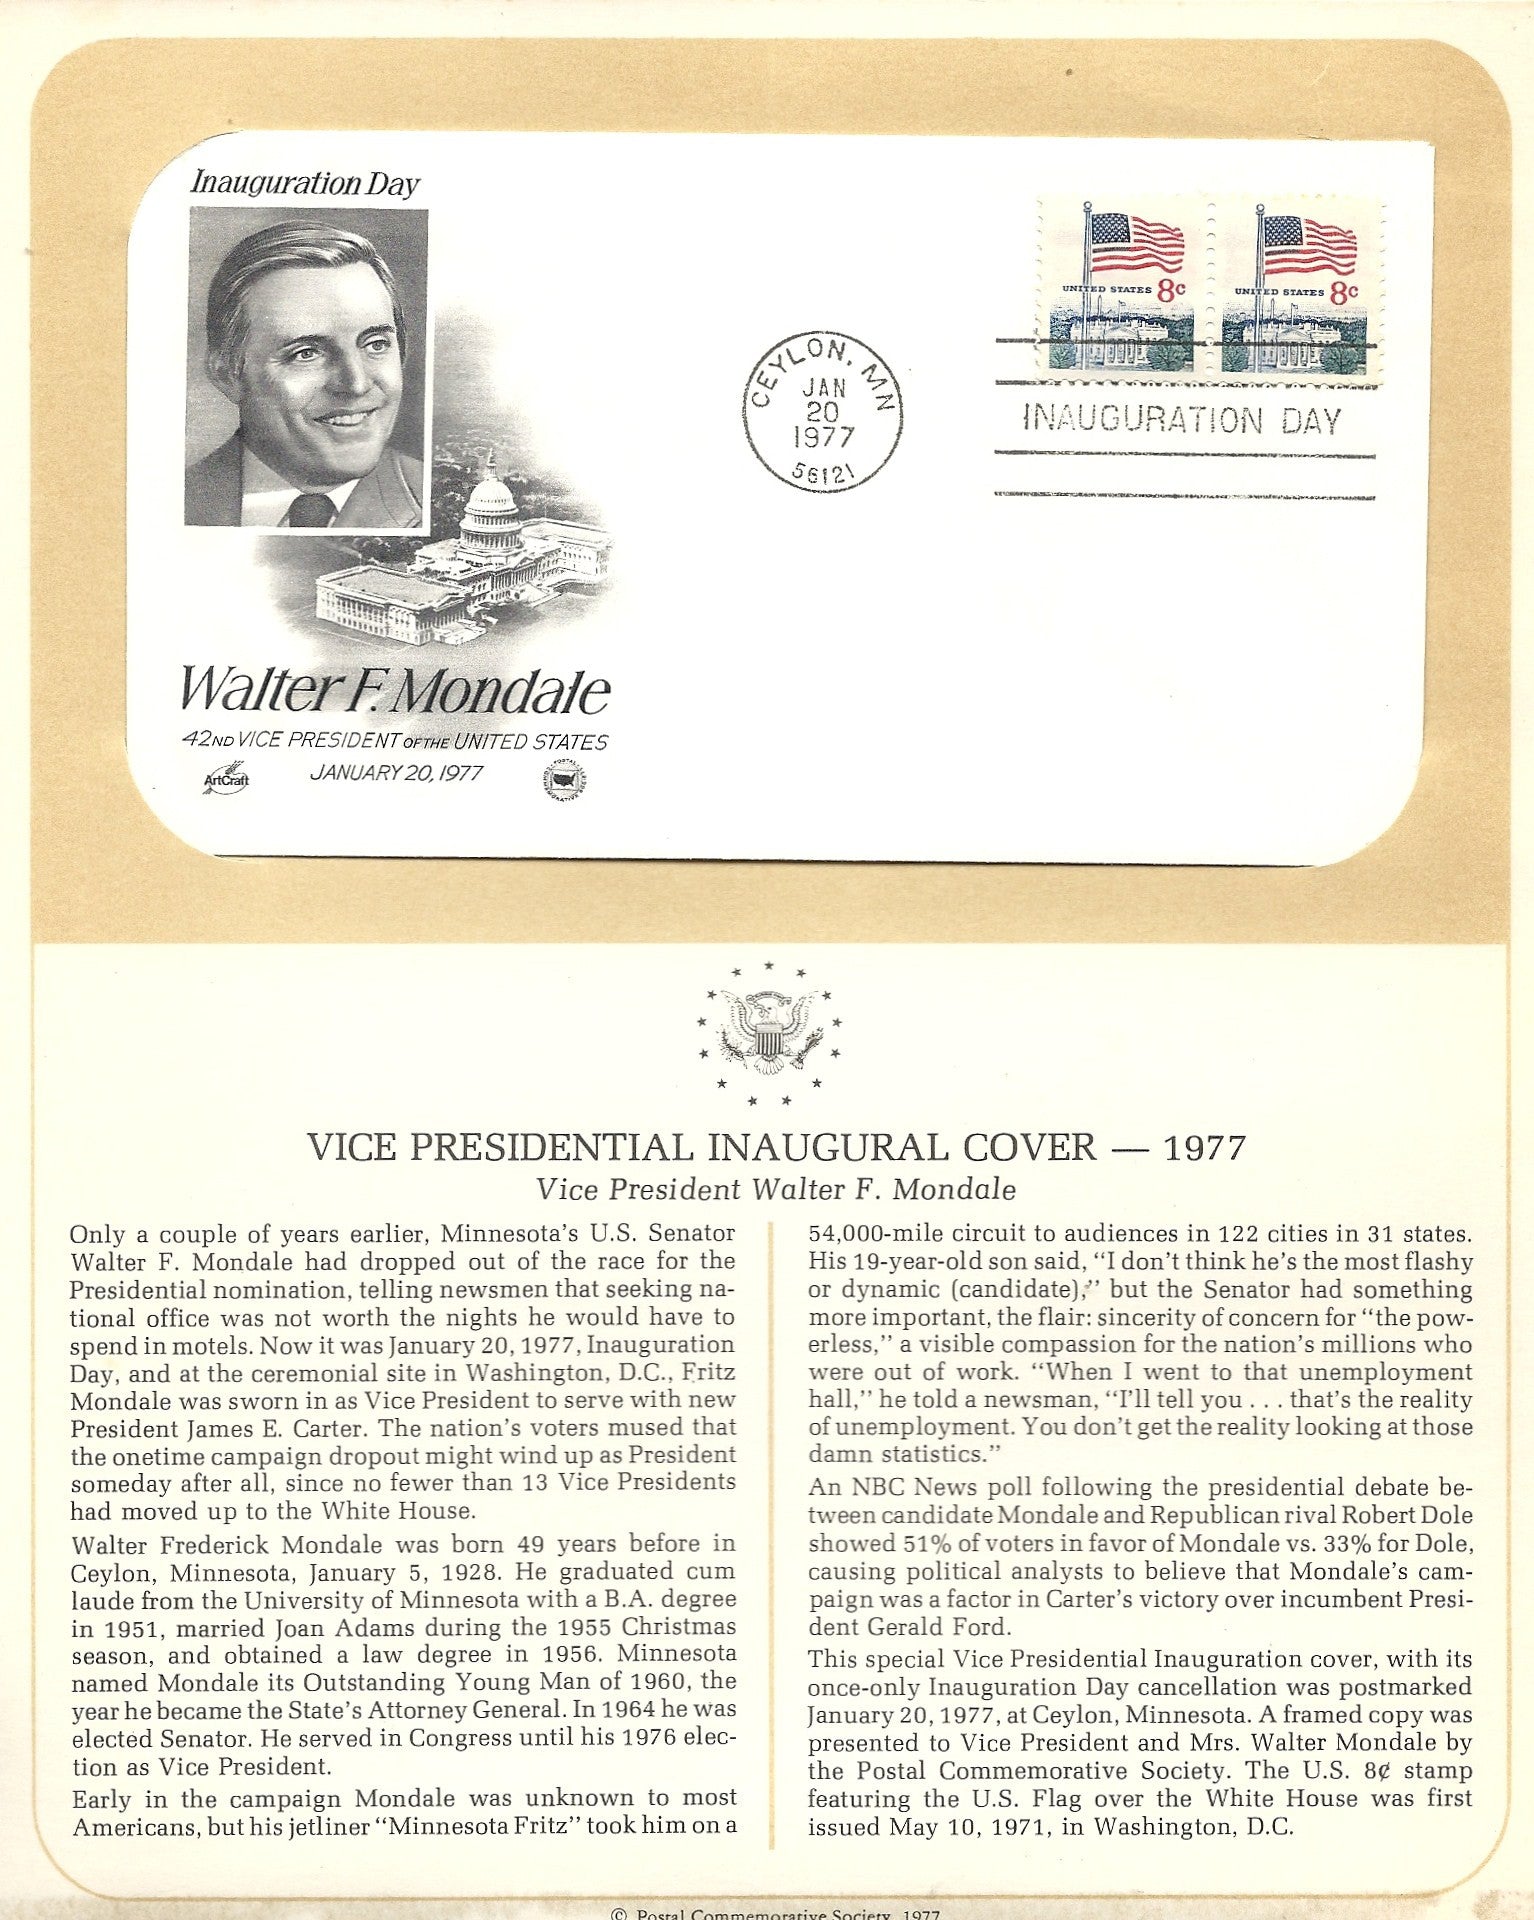 Inauguration Day
UNITED STATES 8c
UNITED STATES 8c
CEYLON, MN
JAN
20
1977
56121
INAUGURATION DAY
Walter F. Mondale
42ND VICE PRESIDENT OF THE UNITED STATES
JANUARY 20, 1977
ArtCraft
VICE PRESIDENTIAL INAUGURAL COVER — 1977
Vice President Walter F. Mondale
Only a couple of years earlier, Minnesota's U.S. Senator
Walter F. Mondale had dropped out of the race for the
Presidential nomination, telling newsmen that seeking na-
tional office was not worth the nights he would have to
spend in motels. Now it was January 20, 1977, Inauguration
Day, and at the ceremonial site in Washington, D.C., Fritz
Mondale was sworn in as Vice President to serve with new
President James E. Carter. The nation's voters mused that
the onetime campaign dropout might wind up as President
someday after all, since no fewer than 13 Vice Presidents
had moved up to the White House.
Walter Frederick Mondale was born 49 years before in
Ceylon, Minnesota, January 5, 1928. He graduated cum
laude from the University of Minnesota with a B.A. degree
in 1951, married Joan Adams during the 1955 Christmas
season, and obtained a law degree in 1956. Minnesota
named Mondale its Outstanding Young Man of 1960, the
year he became the State's Attorney General. In 1964 he was
elected Senator. He served in Congress until his 1976 elec-
tion as Vice President.
Early in the campaign Mondale was unknown to most
Americans, but his jetliner "Minnesota Fritz" took him on a
54,000-mile circuit to audiences in 122 cities in 31 states.
His 19-year-old son said, "I don't think he's the most flashy
or dynamic (candidate)," but the Senator had something
more important, the flair: sincerity of concern for "the pow-
erless," a visible compassion for the nation's millions who
were out of work. "When I went to that unemployment
hall," he told a newsman, "I'll tell you . . . that's the reality
of unemployment. You don't get the reality looking at those
damn statistics."
An NBC News poll following the presidential debate be-
tween candidate Mondale and Republican rival Robert Dole
showed 51% of voters in favor of Mondale vs. 33% for Dole,
causing political analysts to believe that Mondale's cam-
paign was a factor in Carter's victory over incumbent Presi-
dent Gerald Ford.
This special Vice Presidential Inauguration cover, with its
once-only Inauguration Day cancellation was postmarked
January 20, 1977, at Ceylon, Minnesota. A framed copy was
presented to Vice President and Mrs. Walter Mondale by
the Postal Commemorative Society. The U.S. 8¢ stamp
featuring the U.S. Flag over the White House was first
issued May 10, 1971, in Washington, D.C.
© Postal Commemorative Society, 1977